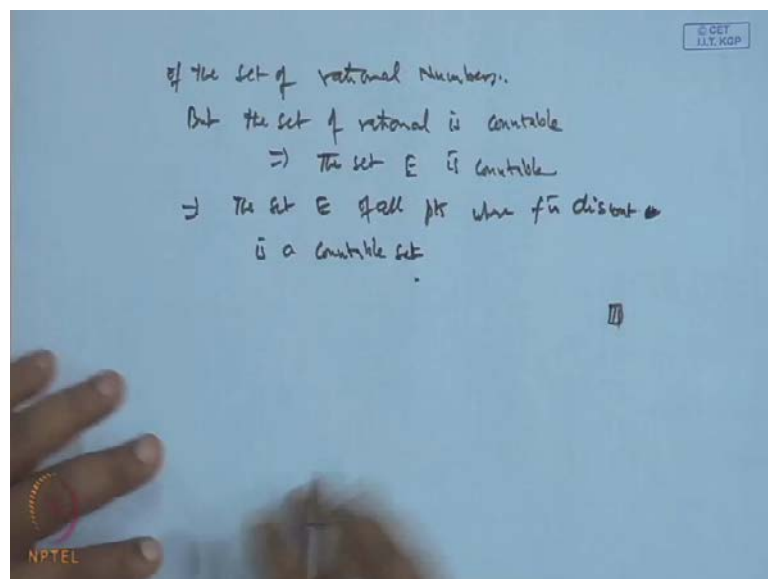 © CET
I.I.T. KGP
of the set of rational Numbers..
But the set of rational is countable
=> The set E is countable
=> The set E of all pts where f is discont
is a countable set.
NPTEL